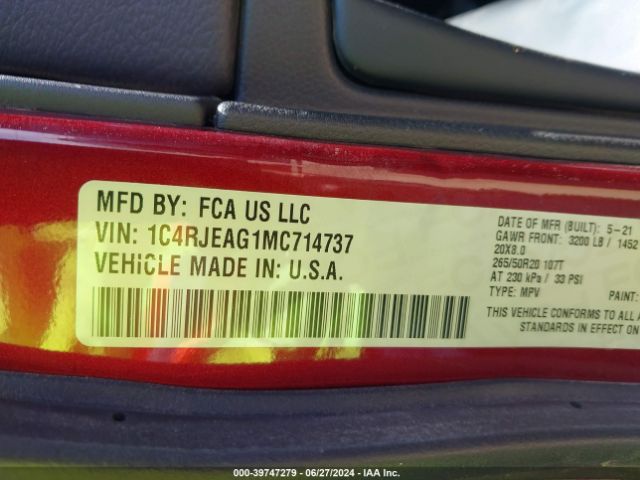 MFD BY: FCA US LLC
VIN: 1C4RJEAG1MC714737
VEHICLE MADE IN: U.S.A.
DATE OF MFR (BUILT): 5-21
GAWR FRONT: 3200 LB / 1452
20X8.0
265/50R20 107T
AT 230 kPa / 33 PSI
TYPE: MPV PAINT:
THIS VEHICLE CONFORMS TO ALL A
STANDARDS IN EFFECT ON
000-39747279 - 06/27/2024 - IAA Inc.